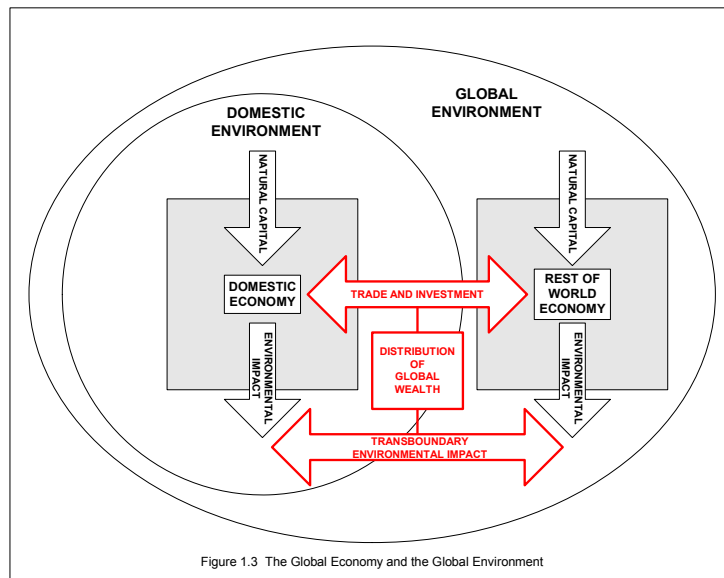 DOMESTIC
ENVIRONMENT
GLOBAL
ENVIRONMENT
NATURAL CAPITAL
NATURAL CAPITAL
DOMESTIC
ECONOMY
TRADE AND INVESTMENT
REST OF
WORLD
ECONOMY
ENVIRONMENTAL
IMPACT
DISTRIBUTION
OF
GLOBAL
WEALTH
ENVIRONMENTAL
IMPACT
TRANSBOUNDARY
ENVIRONMENTAL IMPACT
Figure 1.3 The Global Economy and the Global Environment